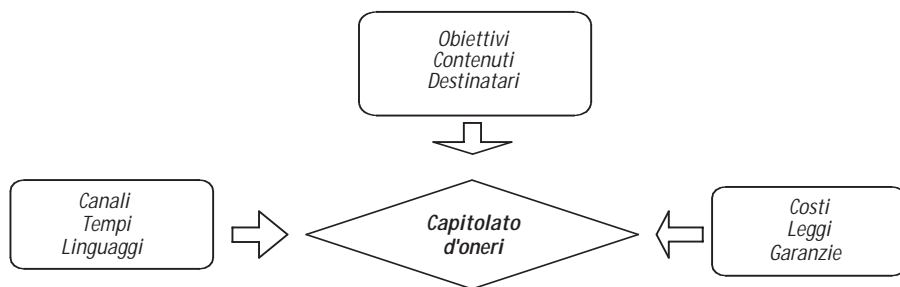 Obiettivi
Contenuti
Destinatari
Canali
Tempi
Linguaggi
Capitolato
d'oneri
Costi
Leggi
Garanzie